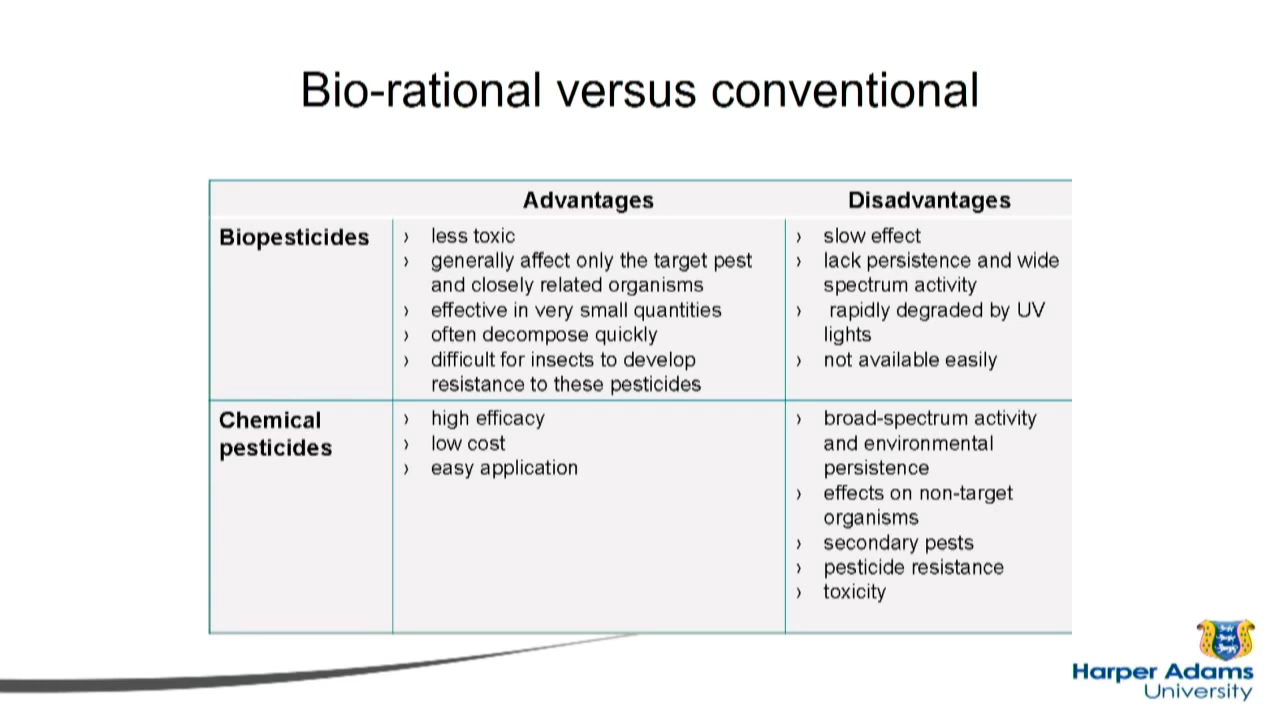 Bio-rational versus conventional
Advantages
Disadvantages
Biopesticides
› less toxic
› generally affect only the target pest
and closely related organisms
› effective in very small quantities
› often decompose quickly
› difficult for insects to develop
resistance to these pesticides
› slow effect
› lack persistence and wide
spectrum activity
› rapidly degraded by UV
lights
› not available easily
Chemical
pesticides
› high efficacy
› low cost
› easy application
› broad-spectrum activity
and environmental
persistence
› effects on non-target
organisms
› secondary pests
› pesticide resistance
› toxicity
Harper Adams
University